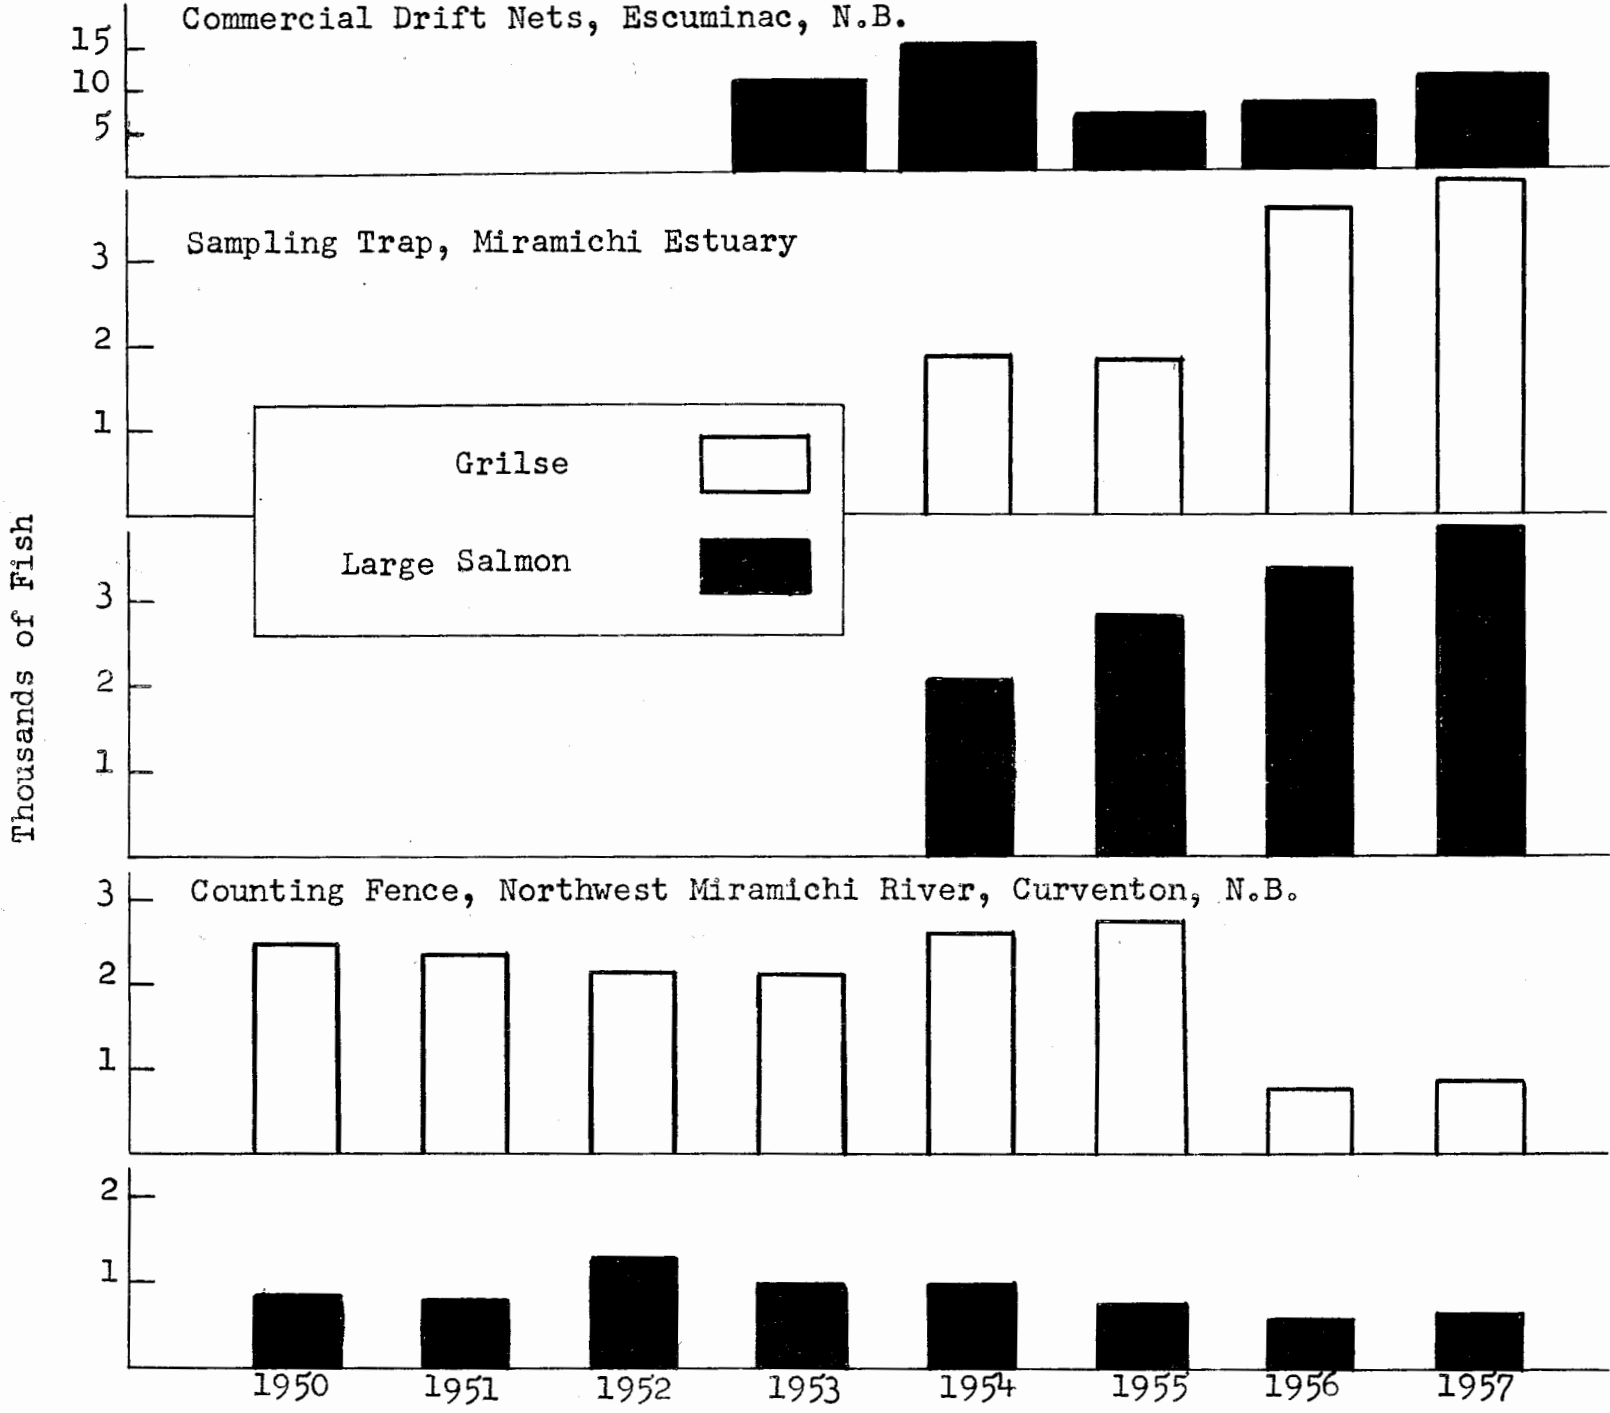 Commercial Drift Nets, Escuminac, N.B.
15
10
5
Sampling Trap, Miramichi Estuary
3
2
1
Grilse
Large Salmon
Thousands of Fish
3
2
1
Counting Fence, Northwest Miramichi River, Curventon, N.B.
3
2
1
2
1
1950 1951 1952 1953 1954 1955 1956 1957